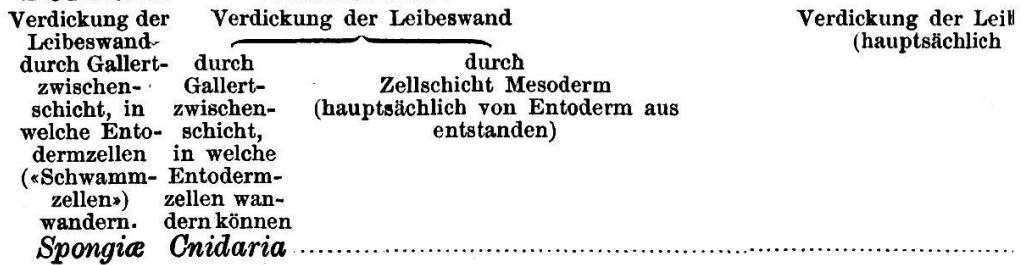 Verdickung der
Leibeswand
durch Gallert-
zwischen-
schicht, in
welche Ento-
dermzellen
(«Schwamm-
zellen»)
wandern.
Spongiæ
Verdickung der Leibeswand
durch
Gallert-
zwischen-
schicht,
in welche
Entoderm-
zellen wan-
dern können
Cnidaria
durch
Zellschicht Mesoderm
(hauptsächlich von Entoderm aus
entstanden)
Verdickung der Leib
(hauptsächlich